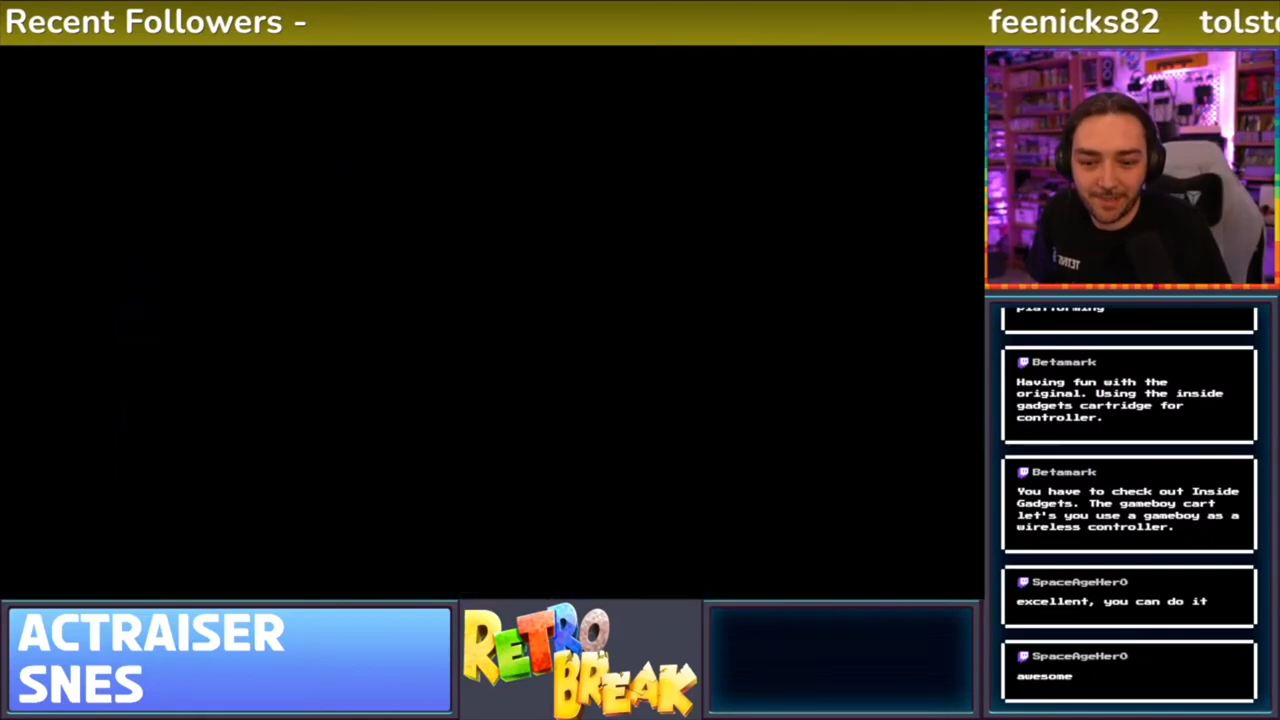 Recent Followers -
feenicks82 tolsto
platforming
Betamark
Having fun with the
original. Using the inside
gadgets cartridge for
controller.
Betamark
You have to check out Inside
Gadgets. The gameboy cart
let's you use a gameboy as a
wireless controller.
SpaceAgeHer0
excellent, you can do it
SpaceAgeHer0
awesome
ACTRAISER
SNES
RETRO
BREAK